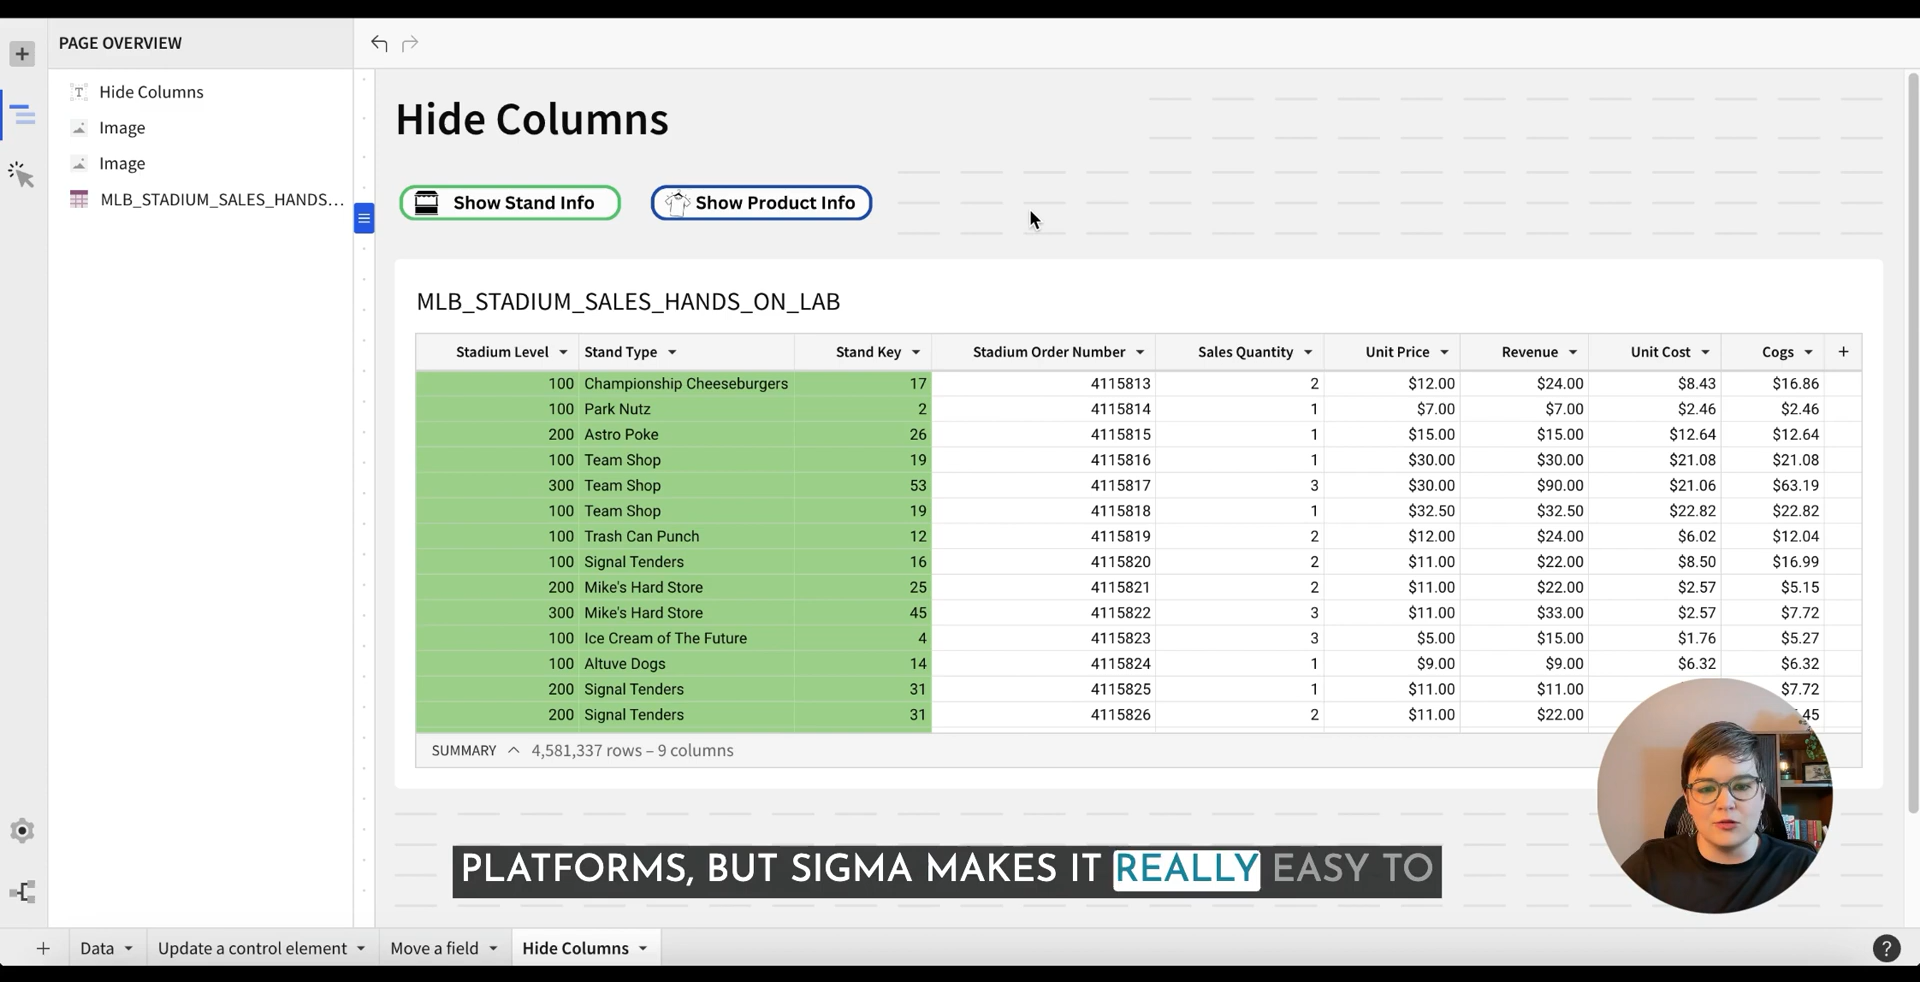 PAGE OVERVIEW
Hide Columns
Image
Image
MLB_STADIUM_SALES_HANDS...
Hide Columns
Show Stand Info
Show Product Info
MLB_STADIUM_SALES_HANDS_ON_LAB
Stadium Level Stand Type Stand Key Stadium Order Number Sales Quantity Unit Price Revenue Unit Cost Cogs +
100 Championship Cheeseburgers 17 4115813 2 $12.00 $24.00 $8.43 $16.86
100 Park Nutz 2 4115814 1 $7.00 $7.00 $2.46 $2.46
200 Astro Poke 26 4115815 1 $15.00 $15.00 $12.64 $12.64
100 Team Shop 19 4115816 1 $30.00 $30.00 $21.08 $21.08
300 Team Shop 53 4115817 3 $30.00 $90.00 $21.06 $63.19
100 Team Shop 19 4115818 1 $32.50 $32.50 $22.82 $22.82
100 Trash Can Punch 12 4115819 2 $12.00 $24.00 $6.02 $12.04
100 Signal Tenders 16 4115820 2 $11.00 $22.00 $8.50 $16.99
200 Mike's Hard Store 25 4115821 2 $11.00 $22.00 $2.57 $5.15
300 Mike's Hard Store 45 4115822 3 $11.00 $33.00 $2.57 $7.72
100 Ice Cream of The Future 4 4115823 3 $5.00 $15.00 $1.76 $5.27
100 Altuve Dogs 14 4115824 1 $9.00 $9.00 $6.32 $6.32
200 Signal Tenders 31 4115825 1 $11.00 $11.00 $7.72
200 Signal Tenders 31 4115826 2 $11.00 $22.00
SUMMARY 4,581,337 rows – 9 columns
PLATFORMS, BUT SIGMA MAKES IT REALLY EASY TO
+ Data Update a control element Move a field Hide Columns ?